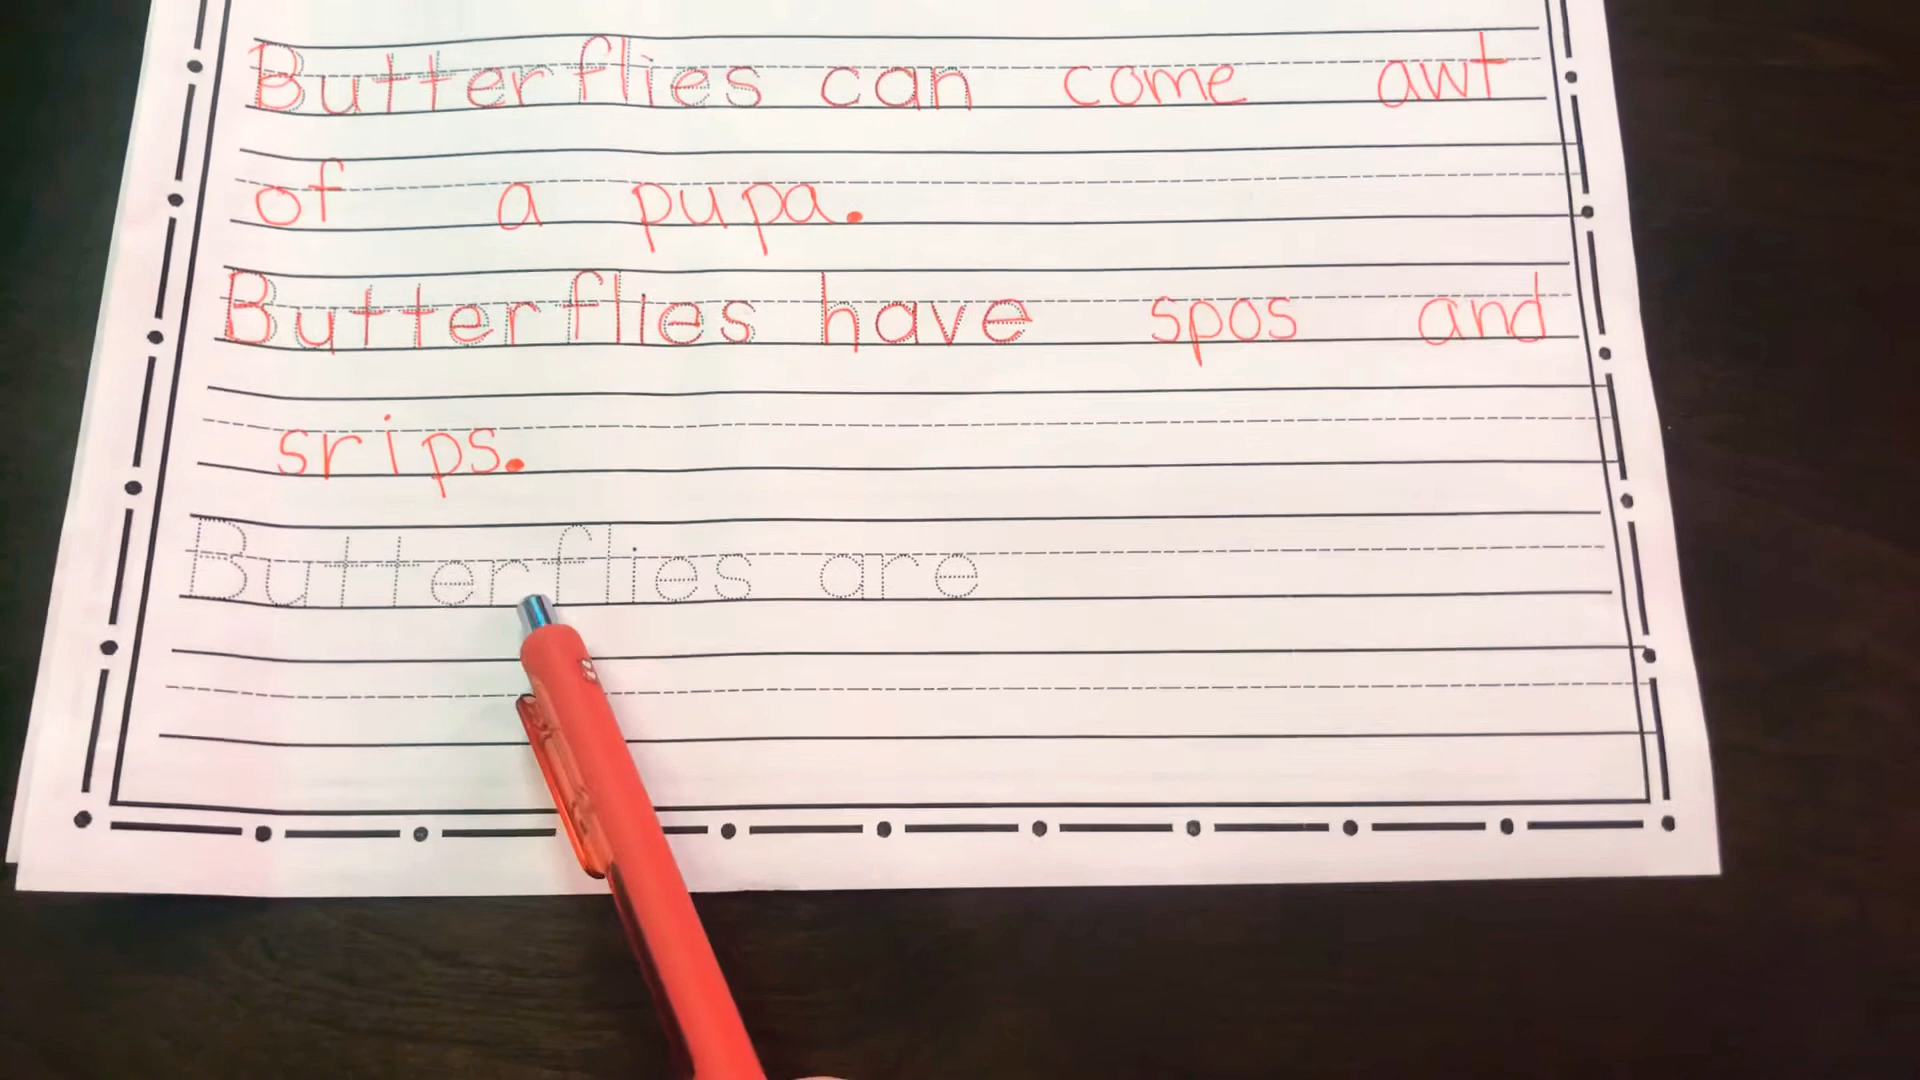 Butterflies can come awt
of a pupa.
Butterflies have spos and
srips.
Butterflies are